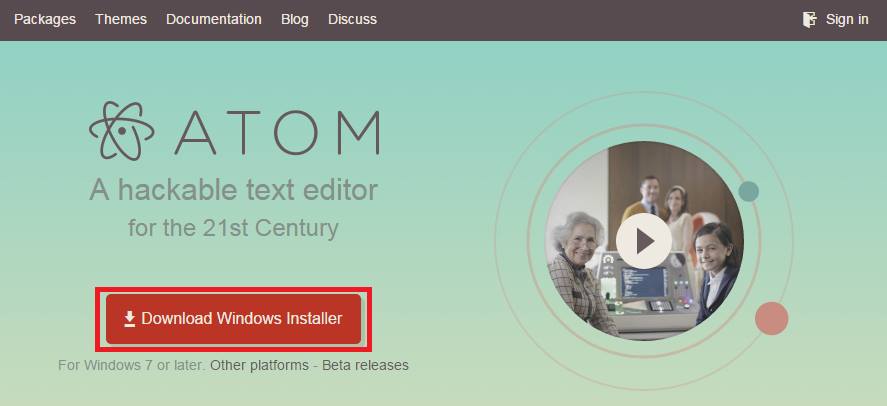 Packages Themes Documentation Blog Discuss Sign in
ATOM
A hackable text editor
for the 21st Century
Download Windows Installer
For Windows 7 or later. Other platforms - Beta releases